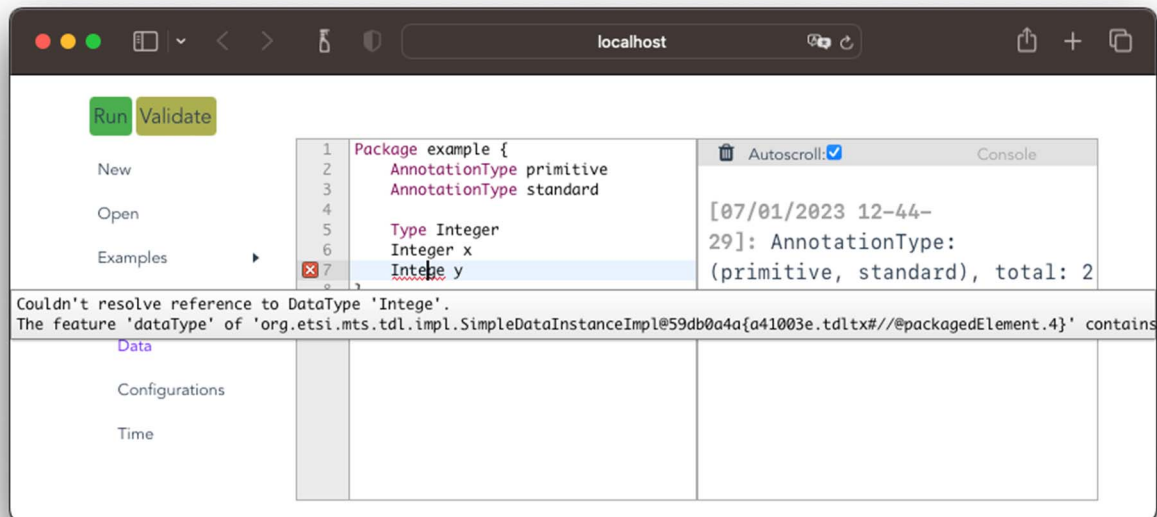 localhost
Run Validate
New
Open
Examples
1 Package example {
2 AnnotationType primitive
3 AnnotationType standard
4
5 Type Integer
6 Integer x
7 Intege y
8 }
Autoscroll: Console
[07/01/2023 12-44-
29]: AnnotationType:
(primitive, standard), total: 2
Couldn't resolve reference to DataType 'Intege'.
The feature 'dataType' of 'org.etsi.mts.tdl.impl.SimpleDataInstanceImpl@59db0a4a{a41003e.tdltx#//@packagedElement.4}' contains
Data
Configurations
Time